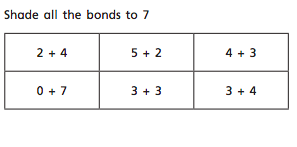 Shade all the bonds to 7
2 + 4 5 + 2 4 + 3
0 + 7 3 + 3 3 + 4